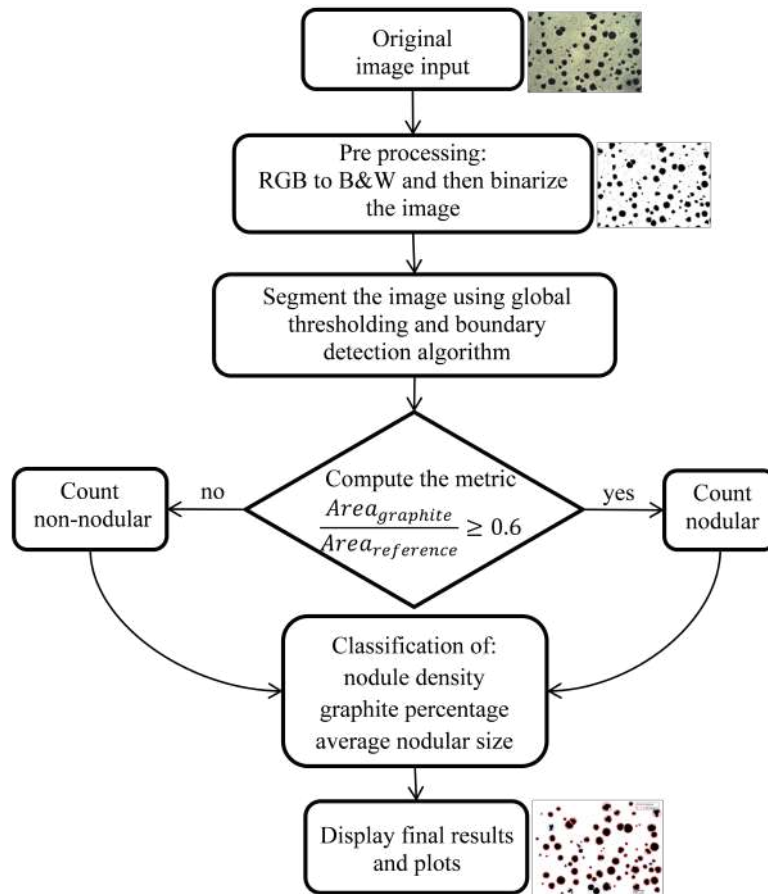 Original
image input
Pre processing:
RGB to B&W and then binarize
the image
Segment the image using global
thresholding and boundary
detection algorithm
Compute the metric
Area_graphite
Area_reference
≥ 0.6
no
yes
Count
non-nodular
Count
nodular
Classification of:
nodule density
graphite percentage
average nodular size
Display final results
and plots